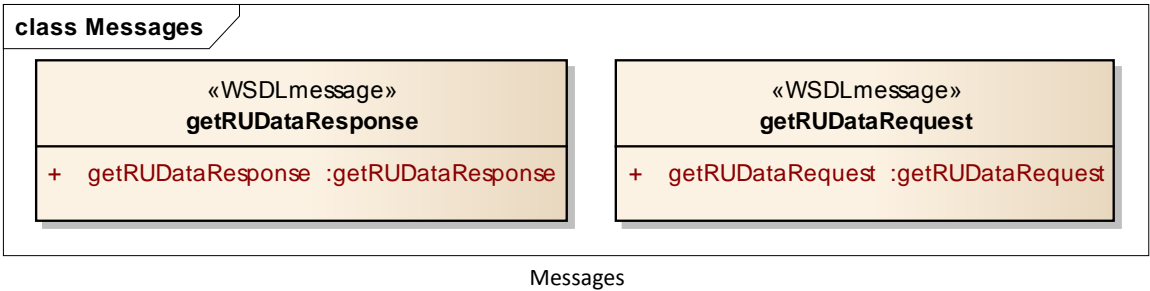 class Messages
«WSDLmessage»
getRUDataResponse
+ getRUDataResponse :getRUDataResponse
«WSDLmessage»
getRUDataRequest
+ getRUDataRequest :getRUDataRequest
Messages